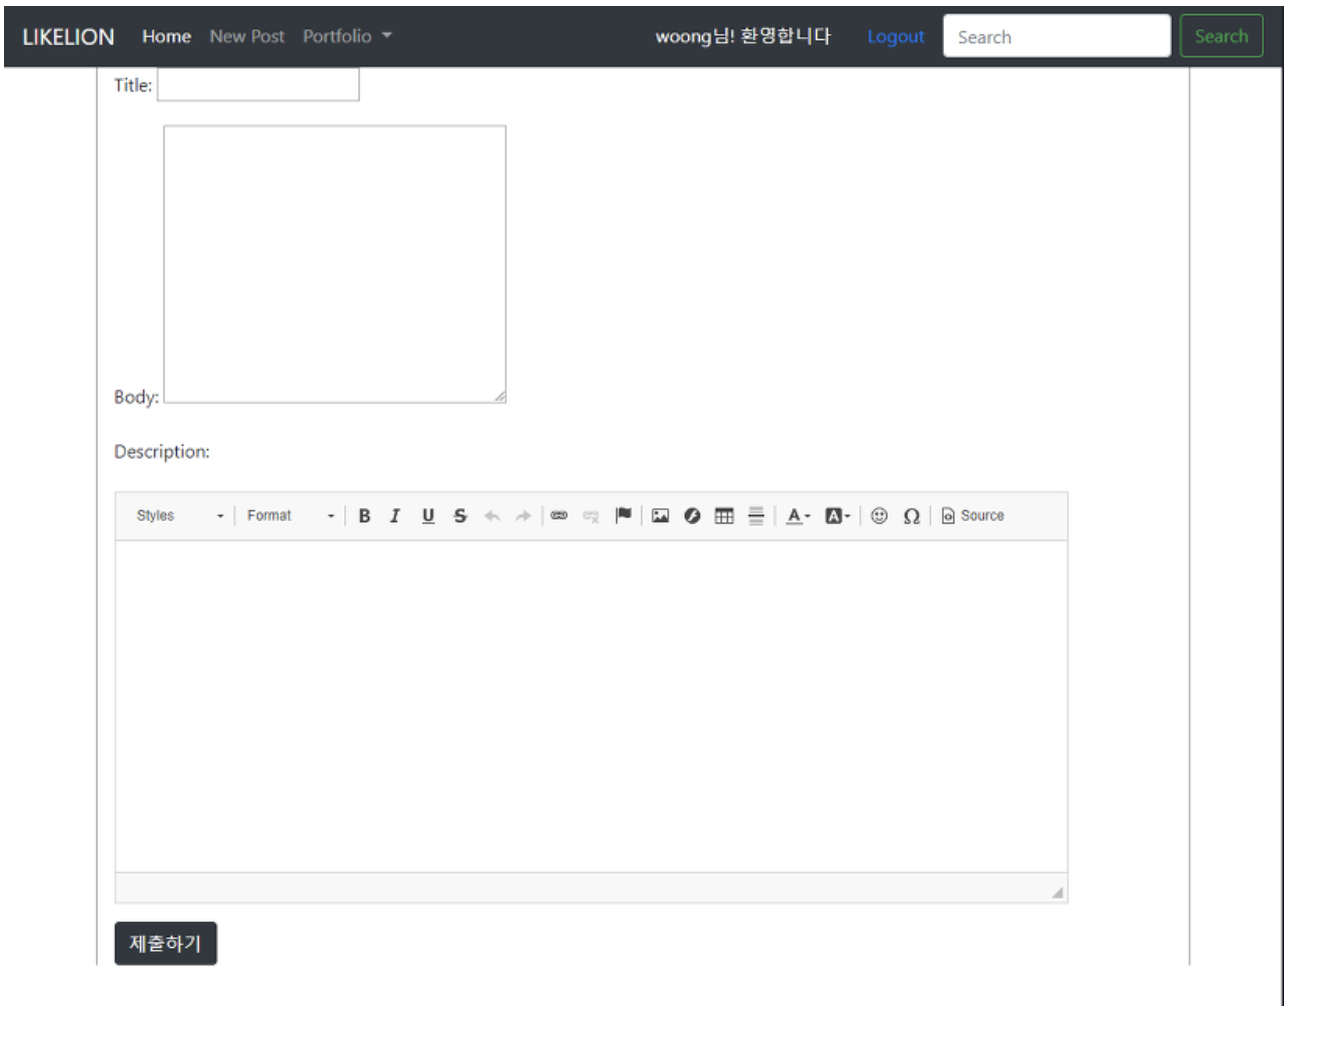 LIKELION Home New Post Portfolio woong님! 환영합니다 Logout Search Search
Title:
Body:
Description:
Styles Format B I U S A A Ω Source
제출하기